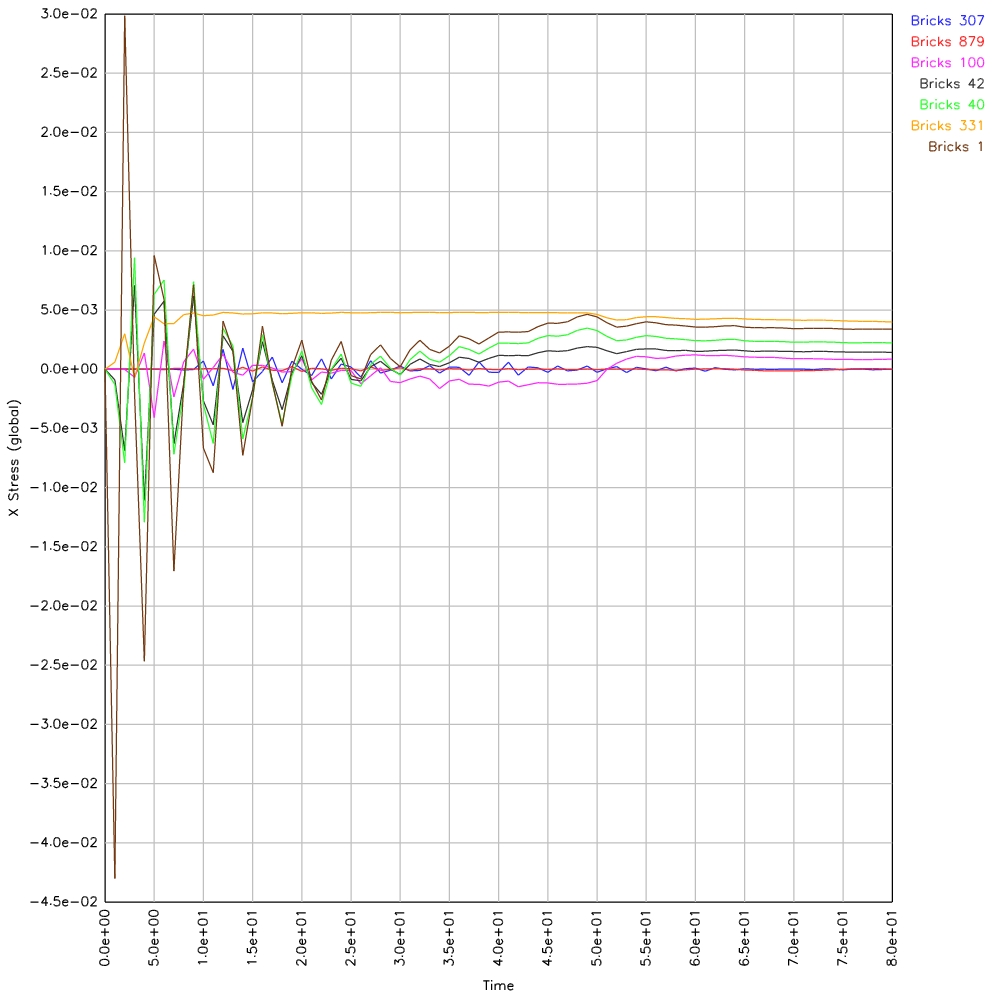 3.0e-02
2.5e-02
2.0e-02
1.5e-02
1.0e-02
5.0e-03
0.0e+00
-5.0e-03
-1.0e-02
-1.5e-02
-2.0e-02
-2.5e-02
-3.0e-02
-3.5e-02
-4.0e-02
-4.5e-02
X Stress (global)
0.0e+00
5.0e+00
1.0e+01
1.5e+01
2.0e+01
2.5e+01
3.0e+01
3.5e+01
4.0e+01
4.5e+01
5.0e+01
5.5e+01
6.0e+01
6.5e+01
7.0e+01
7.5e+01
8.0e+01
Time
Bricks 307
Bricks 879
Bricks 100
Bricks 42
Bricks 40
Bricks 331
Bricks 1